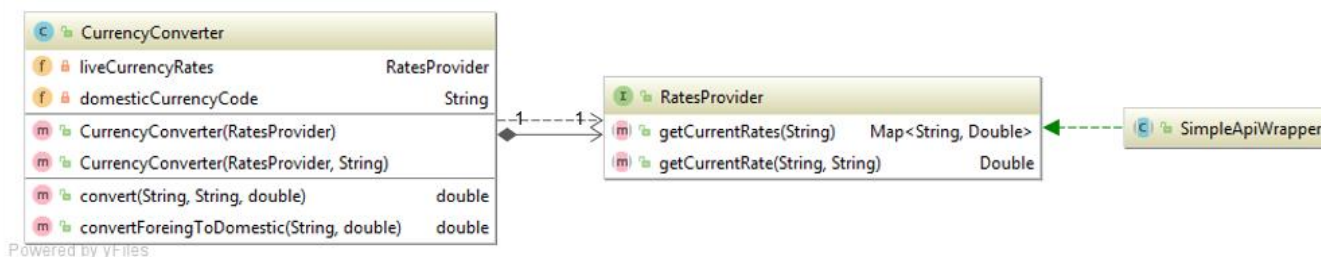 CurrencyConverter
liveCurrencyRates RatesProvider
domesticCurrencyCode String
CurrencyConverter(RatesProvider)
CurrencyConverter(RatesProvider, String)
convert(String, String, double) double
convertForeingToDomestic(String, double) double
1 1
RatesProvider
getCurrentRates(String) Map<String, Double>
getCurrentRate(String, String) Double
SimpleApiWrapper
Powered by yFiles